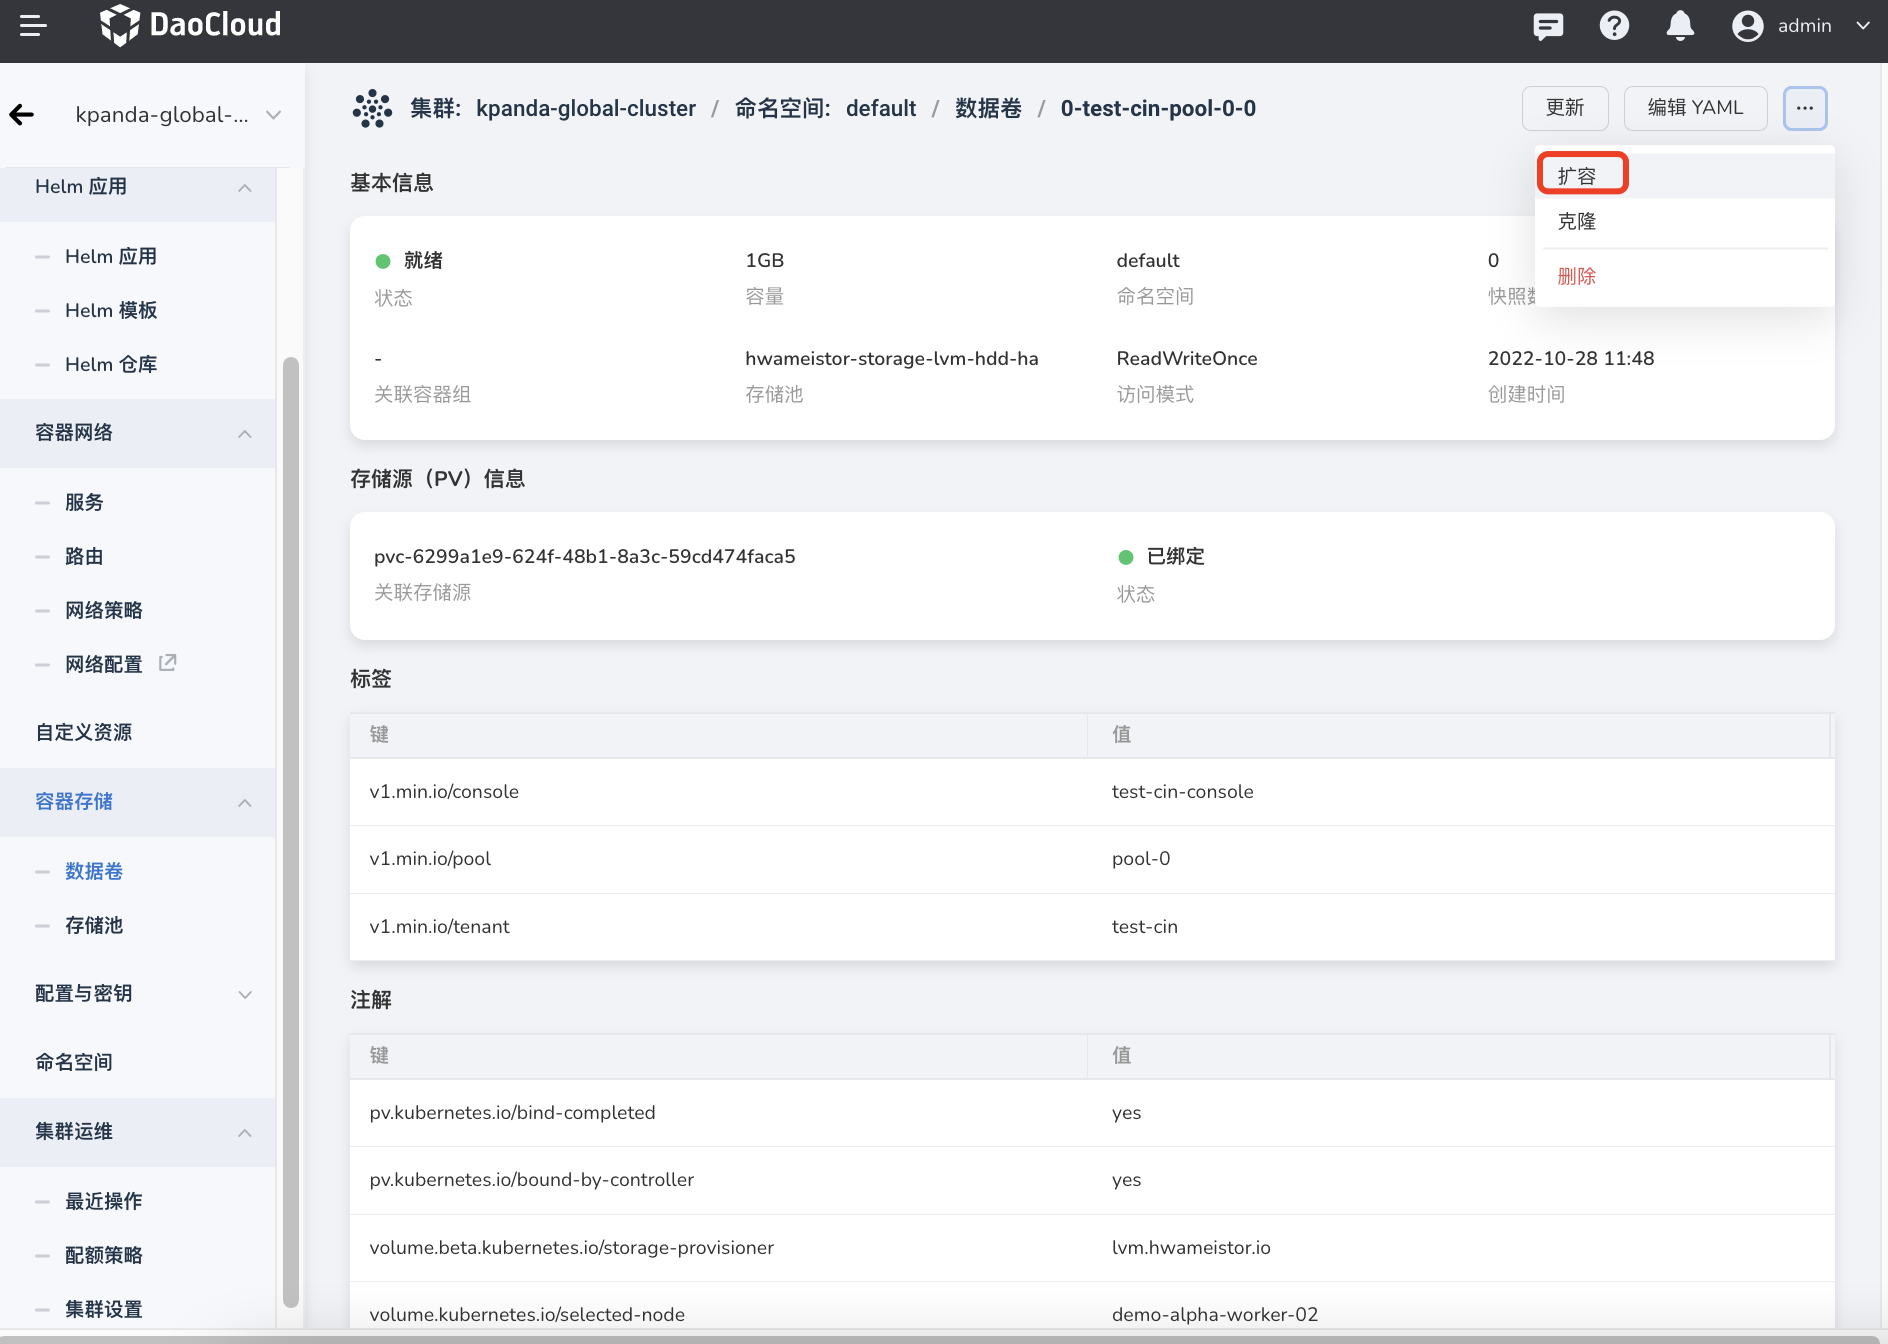 DaoCloud
admin
kpanda-global-...
集群: kpanda-global-cluster / 命名空间: default / 数据卷 / 0-test-cin-pool-0-0
更新
编辑 YAML
扩容
克隆
删除
Helm 应用
Helm 应用
Helm 模板
Helm 仓库
容器网络
服务
路由
网络策略
网络配置
自定义资源
容器存储
数据卷
存储池
配置与密钥
命名空间
集群运维
最近操作
配额策略
集群设置
基本信息
就绪
状态
1GB
容量
default
命名空间
0
快照
-
关联容器组
hwameistor-storage-lvm-hdd-ha
存储池
ReadWriteOnce
访问模式
2022-10-28 11:48
创建时间
存储源（PV）信息
pvc-6299a1e9-624f-48b1-8a3c-59cd474faca5
关联存储源
已绑定
状态
标签
键 值
v1.min.io/console test-cin-console
v1.min.io/pool pool-0
v1.min.io/tenant test-cin
注解
键 值
pv.kubernetes.io/bind-completed yes
pv.kubernetes.io/bound-by-controller yes
volume.beta.kubernetes.io/storage-provisioner lvm.hwameistor.io
volume.kubernetes.io/selected-node demo-alpha-worker-02